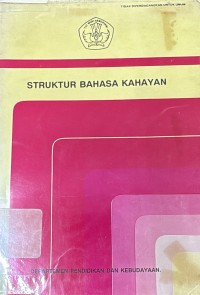 TIDAK DIPERDAGANGKAN UNTUK UMUM
STRUKTUR BAHASA KAHAYAN
DEPARTEMEN PENDIDIKAN DAN KEBUDAYAAN